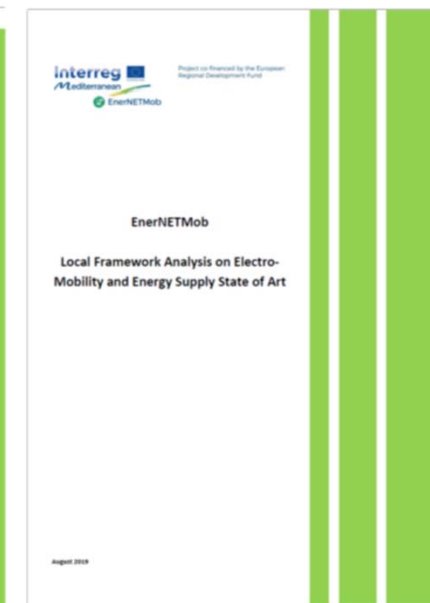 Interreg
Mediterranean
EnerNETMob
Project co-financed by the European
Regional Development Fund
EnerNETMob
Local Framework Analysis on Electro-
Mobility and Energy Supply State of Art
August 2019